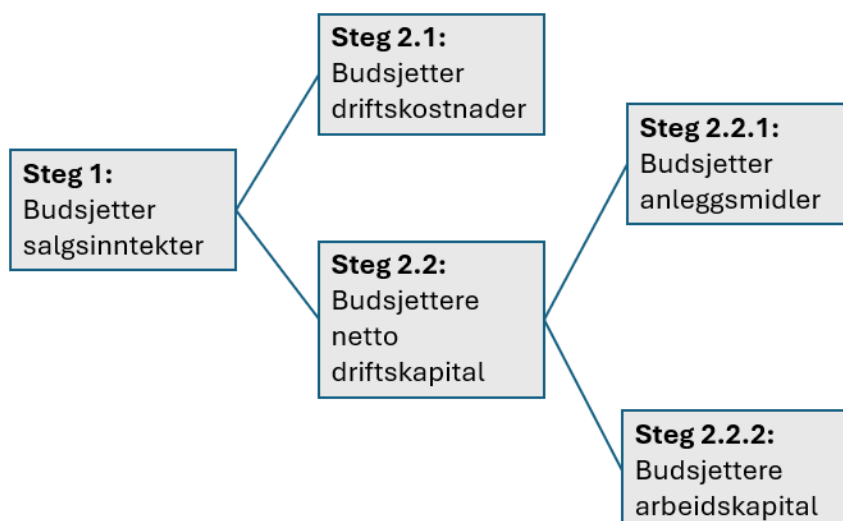 Steg 1:
Budsjetter
salgsinntekter
Steg 2.1:
Budsjetter
driftskostnader
Steg 2.2:
Budsjettere
netto
driftskapital
Steg 2.2.1:
Budsjetter
anleggsmidler
Steg 2.2.2:
Budsjettere
arbeidskapital